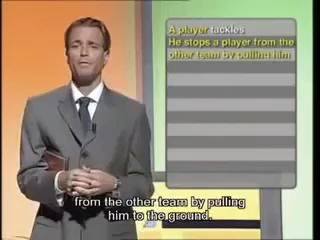 A player tackles
He stops a player from the
other team by pulling him
from the other team by pulling
him to the ground.